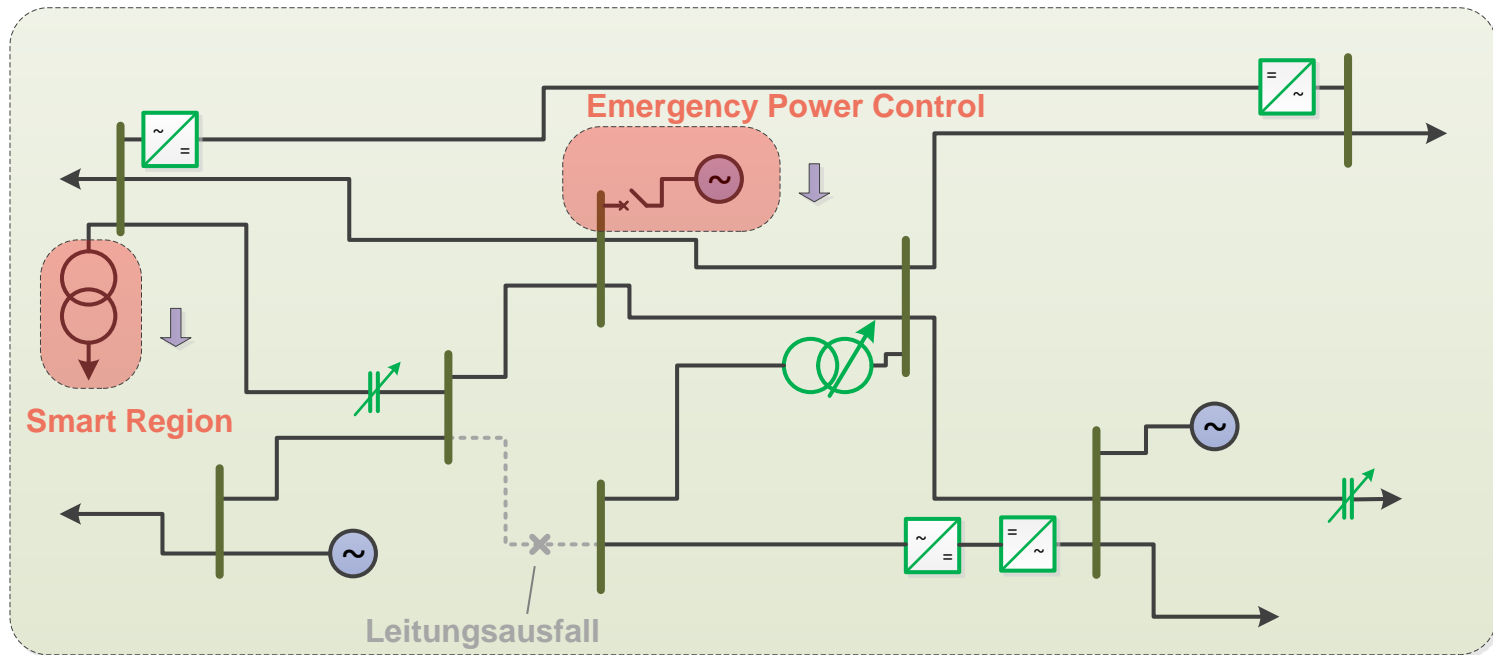 = ~
Emergency Power Control
~ =
~
Smart Region
~
~ =
= ~
~
Leitungsausfall